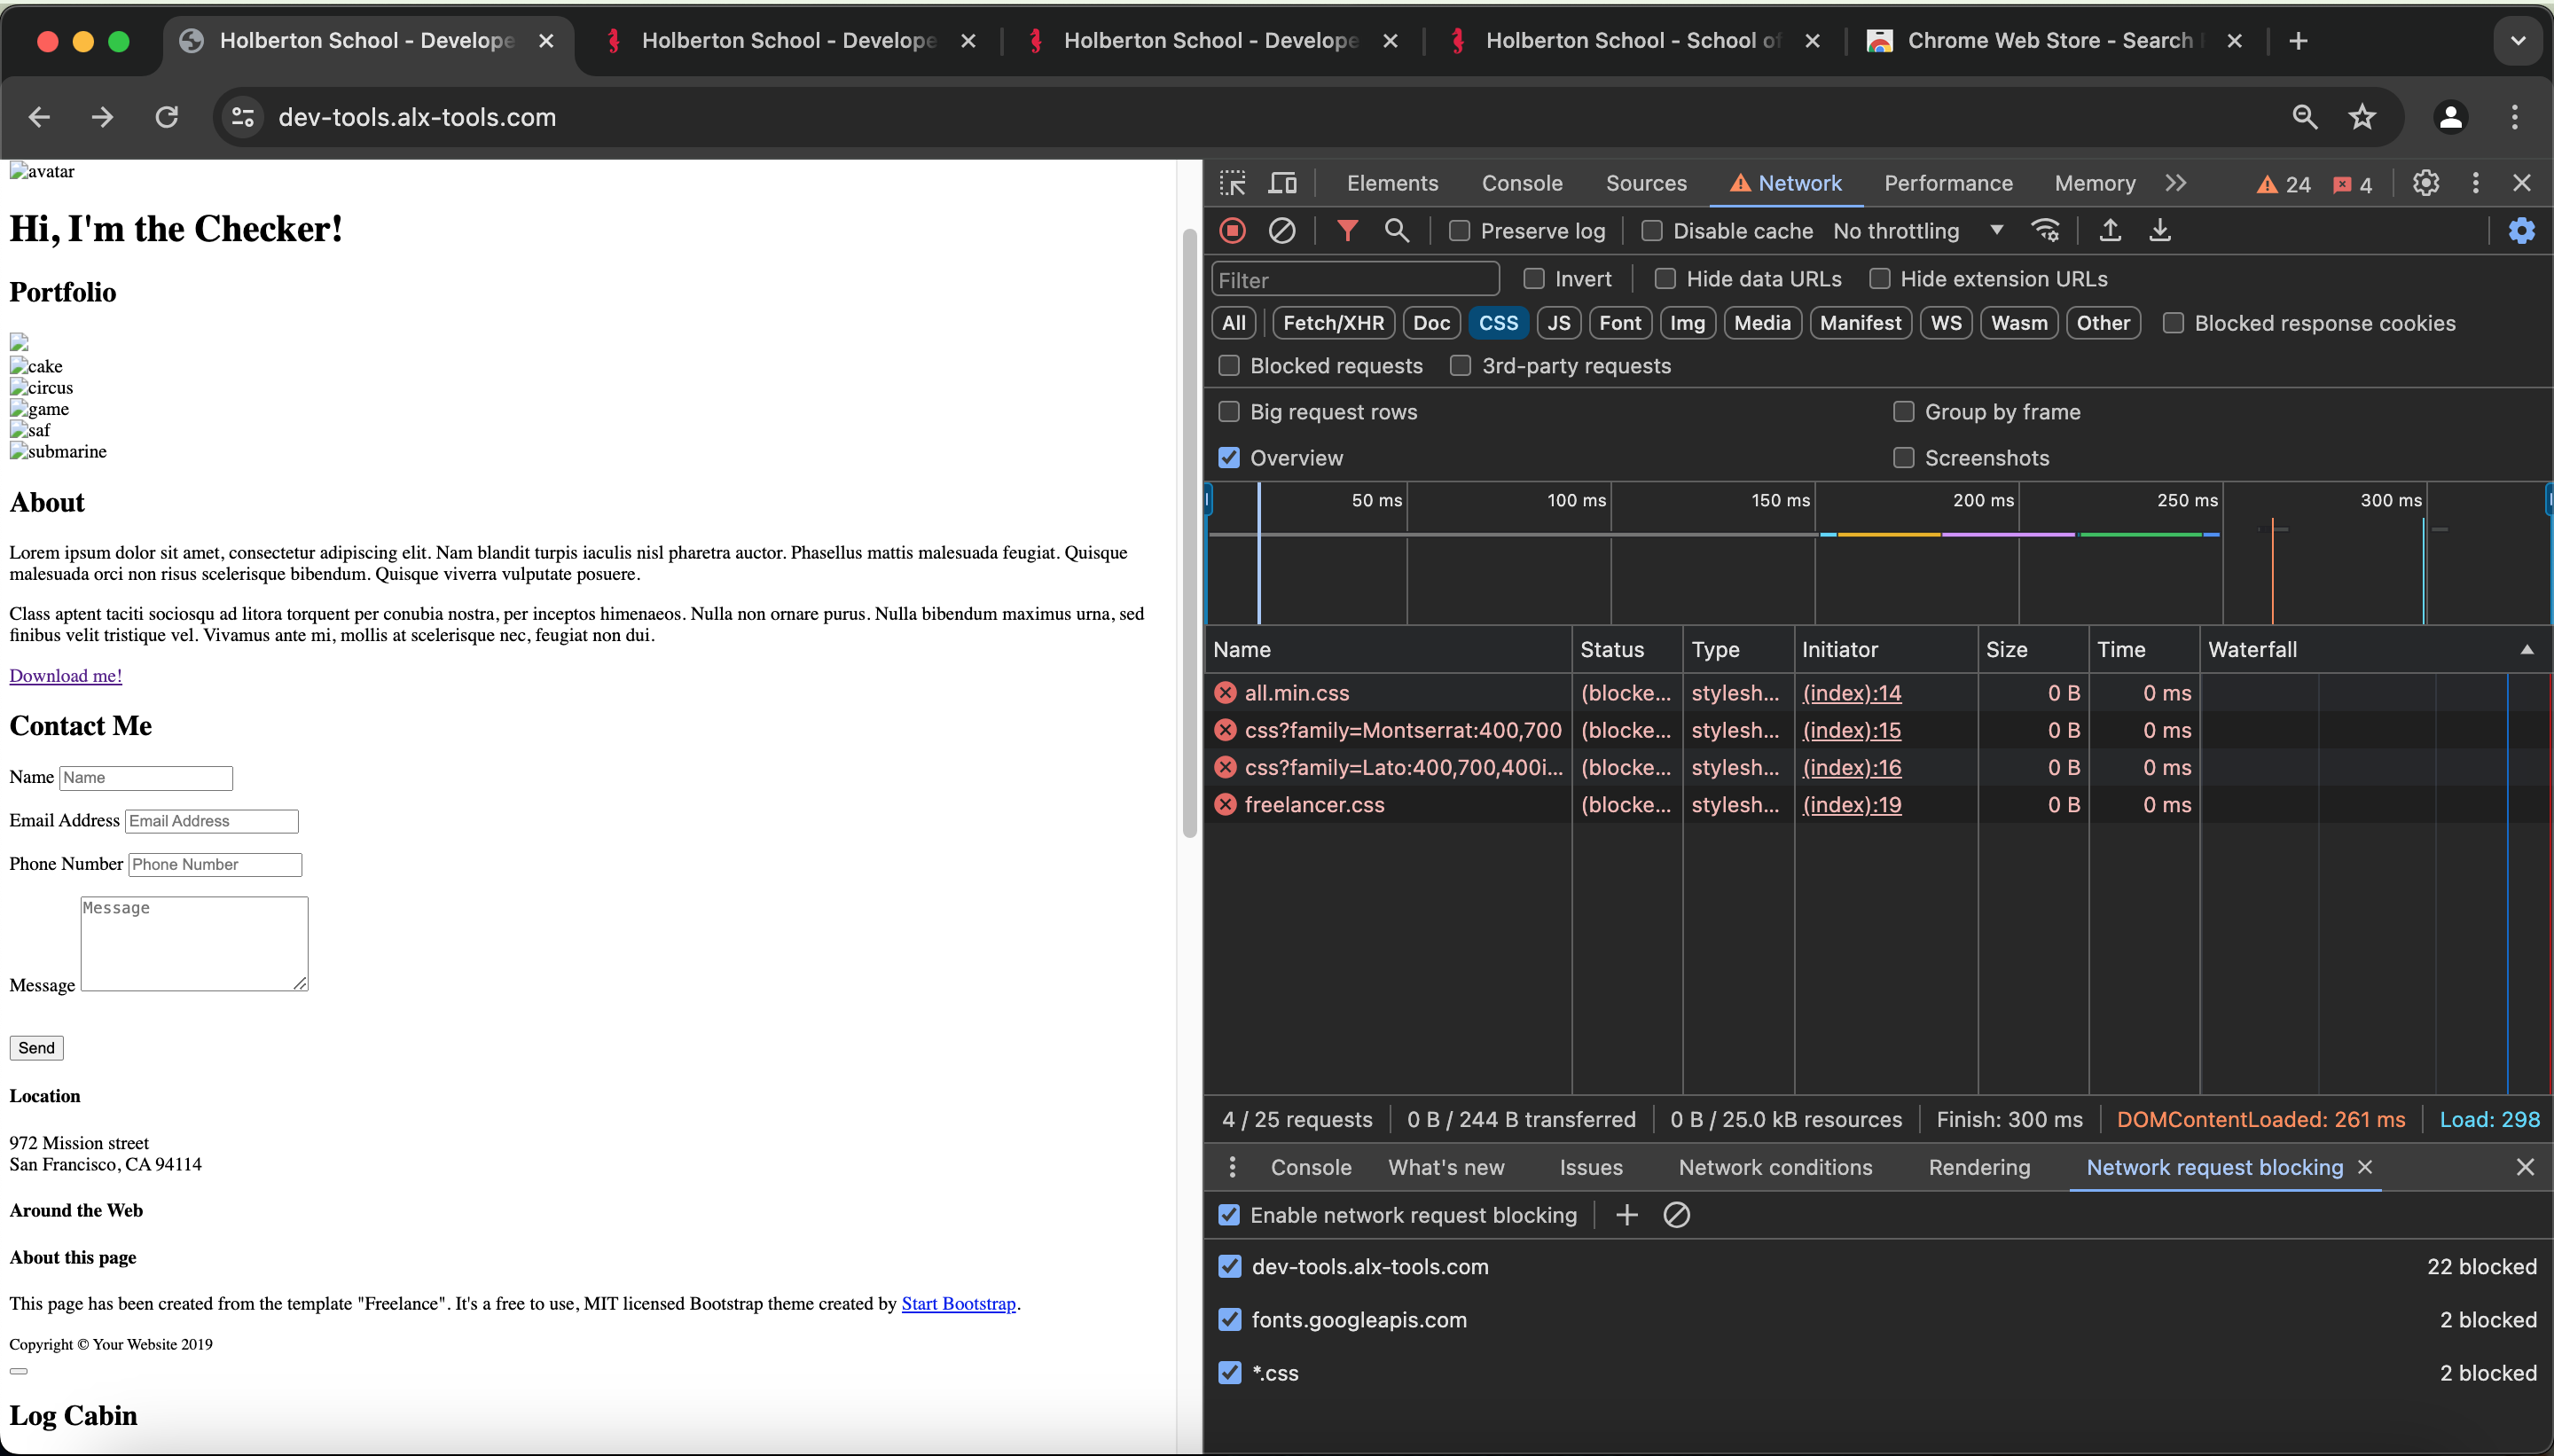 Holberton School - Develope
Holberton School - Develope
Holberton School - Develope
Holberton School - School of
Chrome Web Store - Search
dev-tools.alx-tools.com
avatar
Hi, I'm the Checker!
Portfolio
cake
circus
game
saf
submarine
About
Lorem ipsum dolor sit amet, consectetur adipiscing elit. Nam blandit turpis iaculis nisl pharetra auctor. Phasellus mattis malesuada feugiat. Quisque
malesuada orci non risus scelerisque bibendum. Quisque viverra vulputate posuere.
Class aptent taciti sociosqu ad litora torquent per conubia nostra, per inceptos himenaeos. Nulla non ornare purus. Nulla bibendum maximus urna, sed
finibus velit tristique vel. Vivamus ante mi, mollis at scelerisque nec, feugiat non dui.
Download me!
Contact Me
Name Name
Email Address Email Address
Phone Number Phone Number
Message
Message
Send
Location
972 Mission street
San Francisco, CA 94114
Around the Web
About this page
This page has been created from the template "Freelance". It's a free to use, MIT licensed Bootstrap theme created by Start Bootstrap.
Copyright © Your Website 2019
Log Cabin
Elements Console Sources Network Performance Memory 24 4
Preserve log Disable cache No throttling
Filter Invert Hide data URLs Hide extension URLs
All Fetch/XHR Doc CSS JS Font Img Media Manifest WS Wasm Other Blocked response cookies
Blocked requests 3rd-party requests
Big request rows Group by frame
Overview Screenshots
50 ms 100 ms 150 ms 200 ms 250 ms 300 ms
Name Status Type Initiator Size Time Waterfall
all.min.css (blocke... stylesh... (index):14 0 B 0 ms
css?family=Montserrat:400,700 (blocke... stylesh... (index):15 0 B 0 ms
css?family=Lato:400,700,400i... (blocke... stylesh... (index):16 0 B 0 ms
freelancer.css (blocke... stylesh... (index):19 0 B 0 ms
4 / 25 requests 0 B / 244 B transferred 0 B / 25.0 kB resources Finish: 300 ms DOMContentLoaded: 261 ms Load: 298
Console What's new Issues Network conditions Rendering Network request blocking
Enable network request blocking
dev-tools.alx-tools.com 22 blocked
fonts.googleapis.com 2 blocked
*.css 2 blocked